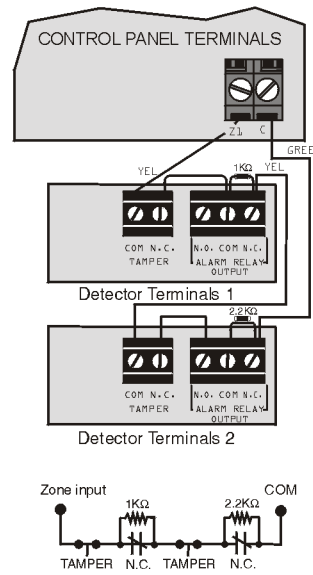 CONTROL PANEL TERMINALS
Z1 C
GREE
YEL 1KΩ YEL
COM N.C. N.O. COM N.C.
TAMPER ALARM RELAY
OUTPUT
Detector Terminals 1
2.2KΩ
COM N.C. N.O. COM N.C.
TAMPER ALARM RELAY
OUTPUT
Detector Terminals 2
Zone input COM
1KΩ 2.2KΩ
TAMPER N.C. TAMPER N.C.